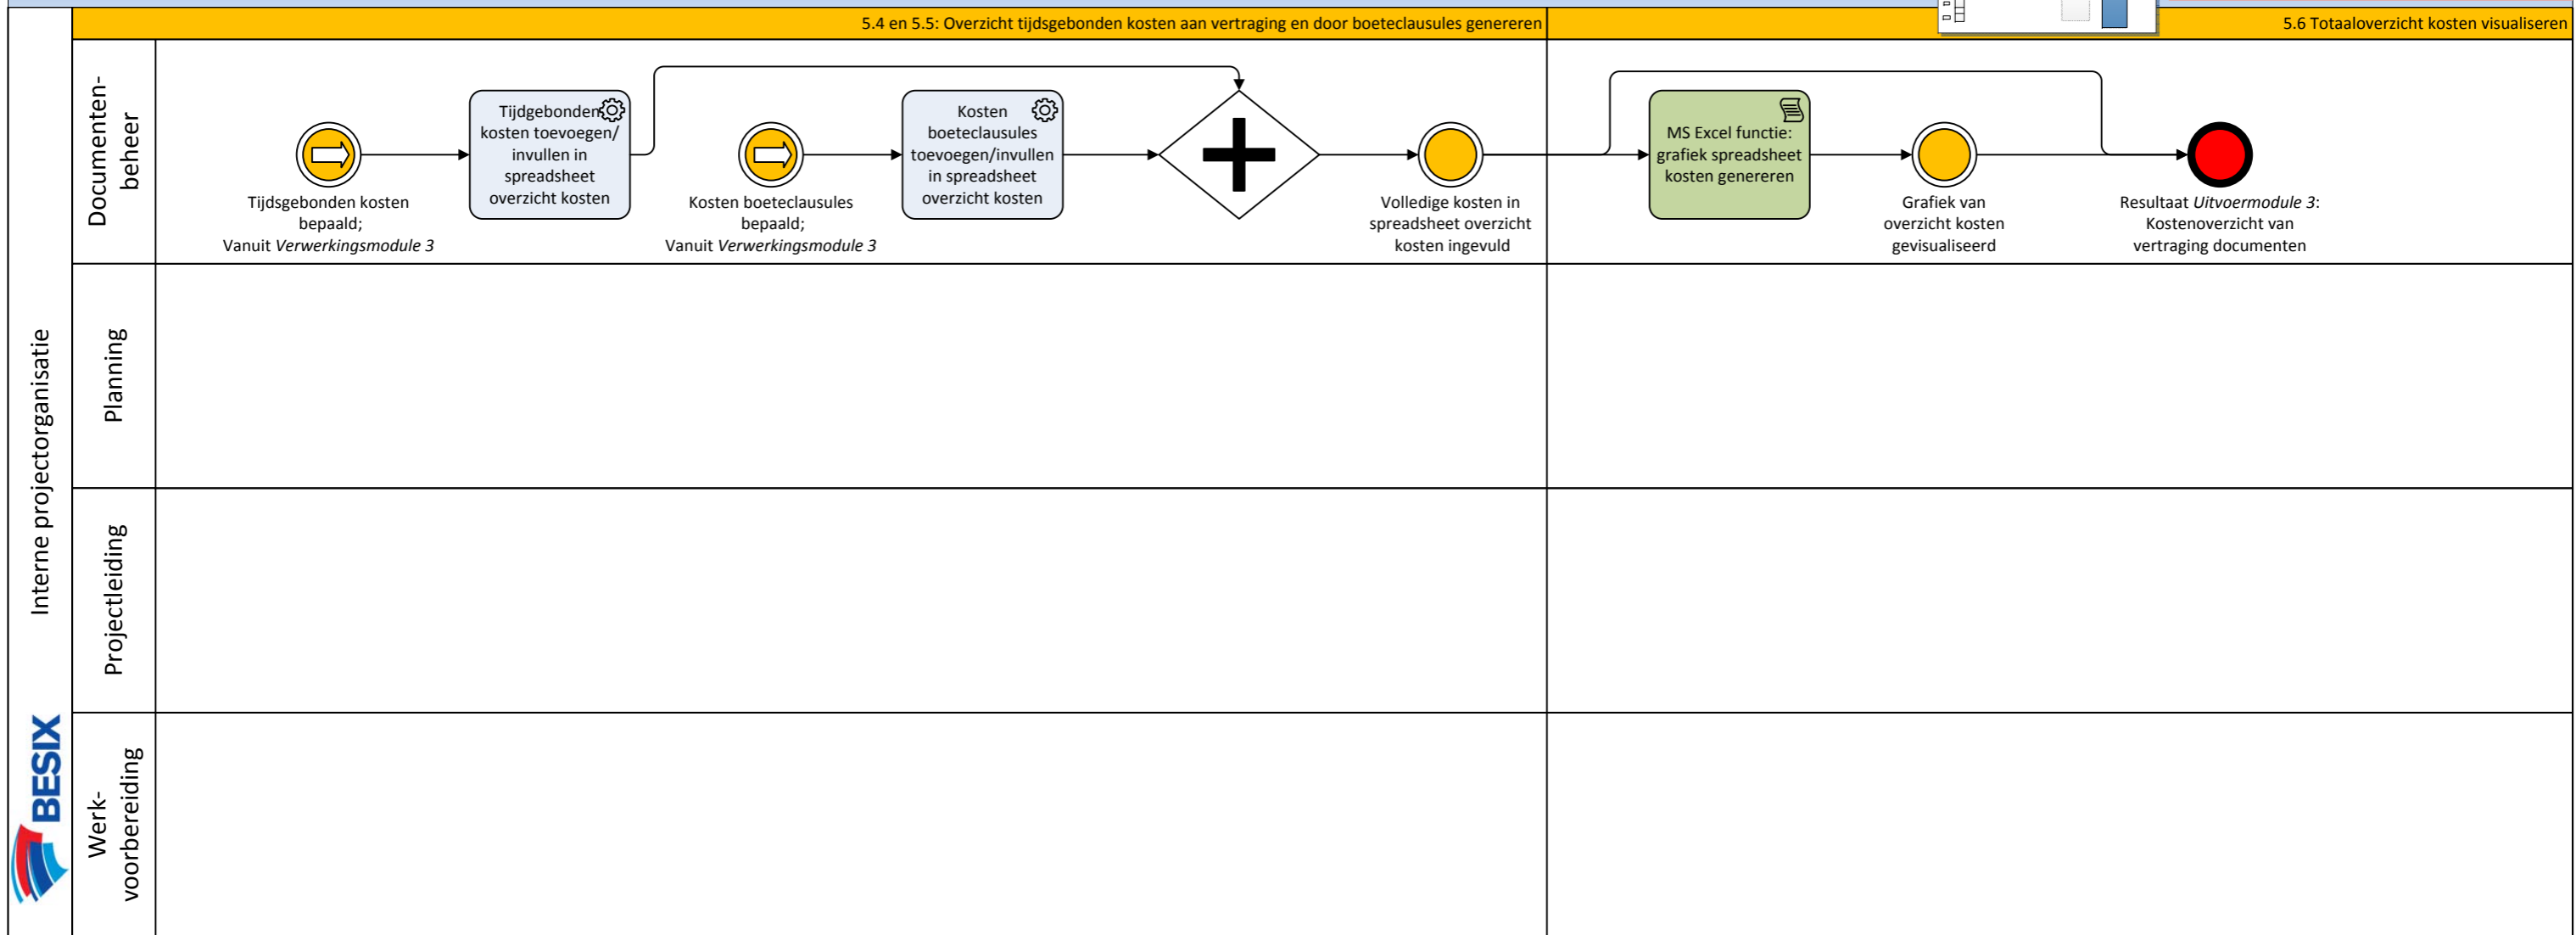 5.4 en 5.5: Overzicht tijdsgebonden kosten aan vertraging en door boeteclausules genereren
5.6 Totaaloverzicht kosten visualiseren
Interne projectorganisatie
BESIX
Documenten-
beheer
Tijdsgebonden kosten
bepaald;
Vanuit Verwerkingsmodule 3
Tijdgebonden
kosten toevoegen/
invullen in
spreadsheet
overzicht kosten
Kosten boeteclausules
bepaald;
Vanuit Verwerkingsmodule 3
Kosten
boeteclausules
toevoegen/invullen
in spreadsheet
overzicht kosten
Volledige kosten in
spreadsheet overzicht
kosten ingevuld
MS Excel functie:
grafiek spreadsheet
kosten genereren
Grafiek van
overzicht kosten
gevisualiseerd
Resultaat Uitvoermodule 3:
Kostenoverzicht van
vertraging documenten
Planning
Projectleiding
Werk-
voorbereiding